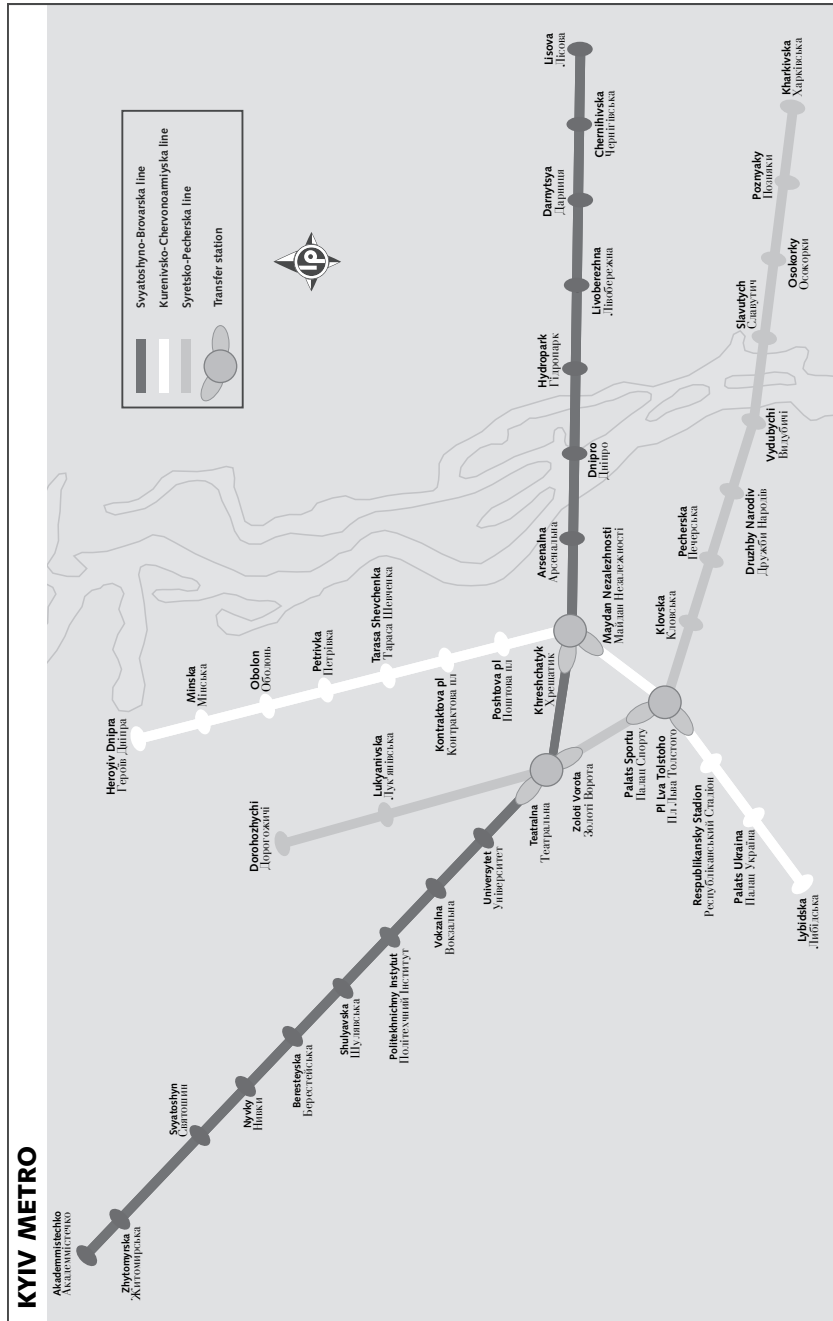 KYIV METRO
Svyatoshyno-Brovarska line
Kurenivsko-Chervonoarmiyska line
Syretsko-Pecherska line
Transfer station
lp
Akademmistechko
Академмістечко
Zhytomyrska
Житомирська
Svyatoshyn
Святошин
Nyvky
Нивки
Beresteyska
Берестейська
Shulyavska
Шулявська
Politekhnichny Instytut
Політехчний Інститут
Vokzalna
Вокзальна
Universytet
Університет
Teatralna
Театральна
Khreshchatyk
Хрещатик
Arsenalna
Арсенальна
Dnipro
Дніпро
Hydropark
Гідропарк
Livoberezhna
Лівобережна
Darnytsya
Дарниця
Chernihivska
Чернігівська
Lisova
Лісова
Heroyiv Dnipra
Героїв Дніпра
Minska
Мінська
Obolon
Оболонь
Petrivka
Петрівка
Tarasa Shevchenka
Тараса Шевченка
Kontraktova pl
Контрактова пл
Poshtova pl
Поштова пл
Maydan Nezalezhnosti
Майдан Незалежності
Pl Lva Tolstoho
Пл. Льва Толстого
Respublikansky Stadion
Республіканський Стадіон
Palats Ukraina
Палац Україна
Lybidska
Либідська
Dorohozhychi
Дорогожичі
Lukyanivska
Лук'янівська
Zoloti Vorota
Золоті Ворота
Palats Sportu
Палац Спорту
Klovska
Кловська
Pecherska
Печерська
Druzhby Narodiv
Дружби Народів
Vydubychi
Видубичі
Slavutych
Славутич
Osokorky
Осокорки
Poznyaky
Позняки
Kharkivska
Харківська